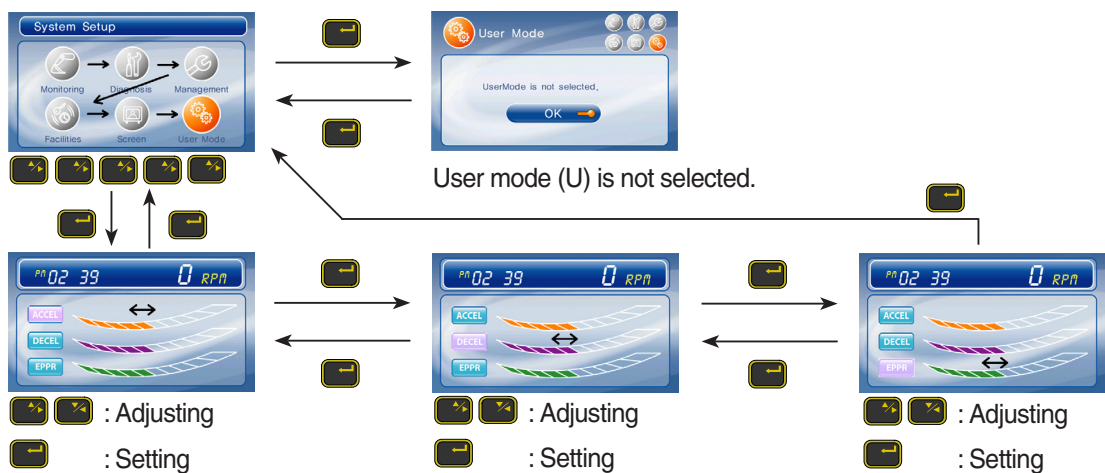 System Setup
Monitoring
Diagnosis
Management
Facilities
Screen
User Mode
User Mode
UserMode is not selected.
OK
User mode (U) is not selected.
PM 02 39 0 RPM
ACCEL
DECEL
EPPR
: Adjusting
: Setting
PM 02 39 0 RPM
ACCEL
DECEL
EPPR
: Adjusting
: Setting
PM 02 39 0 RPM
ACCEL
DECEL
EPPR
: Adjusting
: Setting